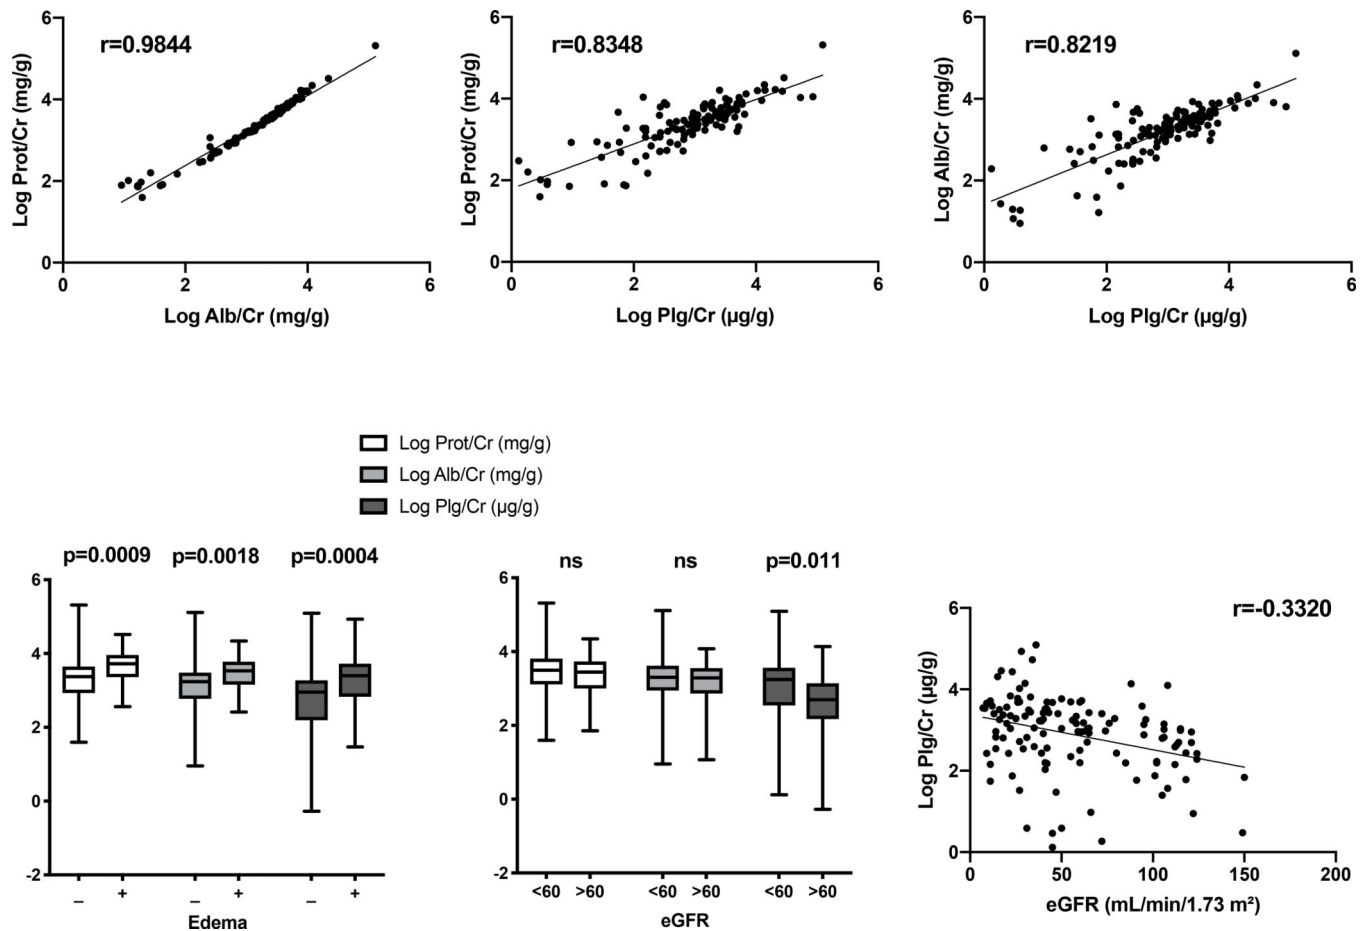 r=0.9844
Log Prot/Cr (mg/g)
6
4
2
0
0 2 4 6
Log Alb/Cr (mg/g)
r=0.8348
Log Prot/Cr (mg/g)
6
4
2
0
0 2 4 6
Log Plg/Cr (µg/g)
r=0.8219
Log Alb/Cr (mg/g)
6
4
2
0
0 2 4 6
Log Plg/Cr (µg/g)
Log Prot/Cr (mg/g)
Log Alb/Cr (mg/g)
Log Plg/Cr (µg/g)
p=0.0009 p=0.0018 p=0.0004
6
4
2
0
-2
– + – + – +
Edema
ns ns p=0.011
6
4
2
0
-2
<60 >60 <60 >60 <60 >60
eGFR
r=-0.3320
Log Plg/Cr (µg/g)
6
4
2
0
0 50 100 150 200
eGFR (mL/min/1.73 m²)